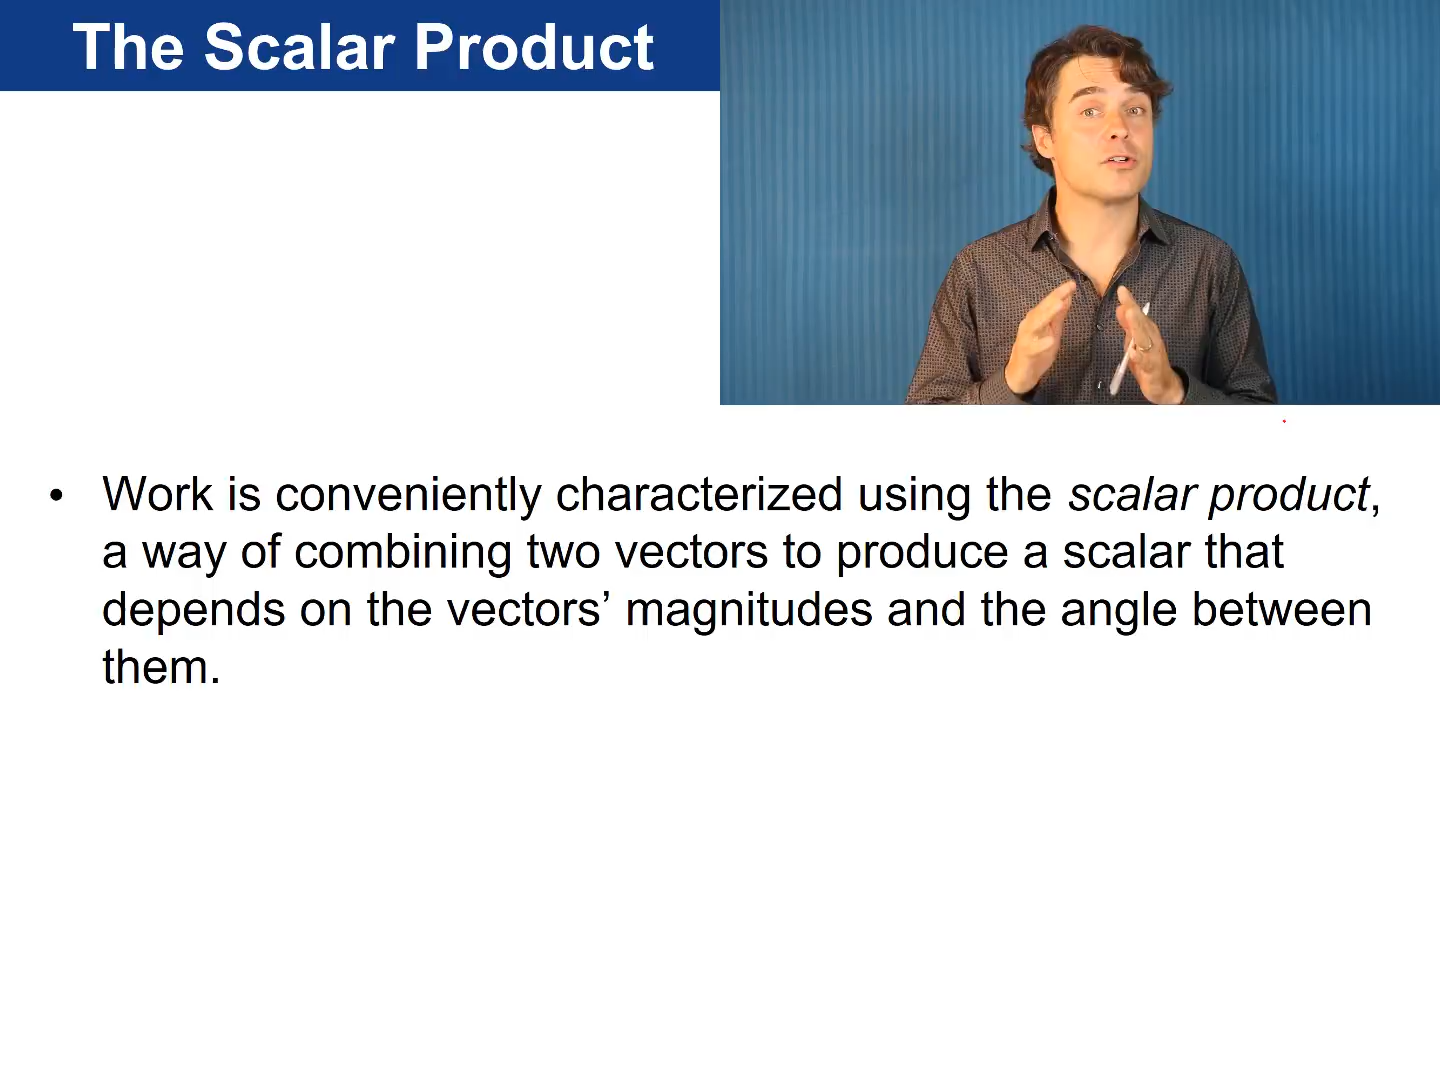 The Scalar Product
• Work is conveniently characterized using the scalar product,
a way of combining two vectors to produce a scalar that
depends on the vectors’ magnitudes and the angle between
them.